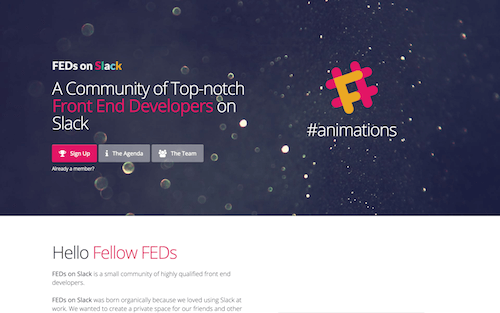 FEDs on Slack
A Community of Top-notch
Front End Developers on
Slack
Sign Up
The Agenda
The Team
Already a member?
#animations
Hello Fellow FEDs
FEDs on Slack is a small community of highly qualified front end
developers.
FEDs on Slack was born organically because we loved using Slack at
work. We wanted to create a private space for our friends and other